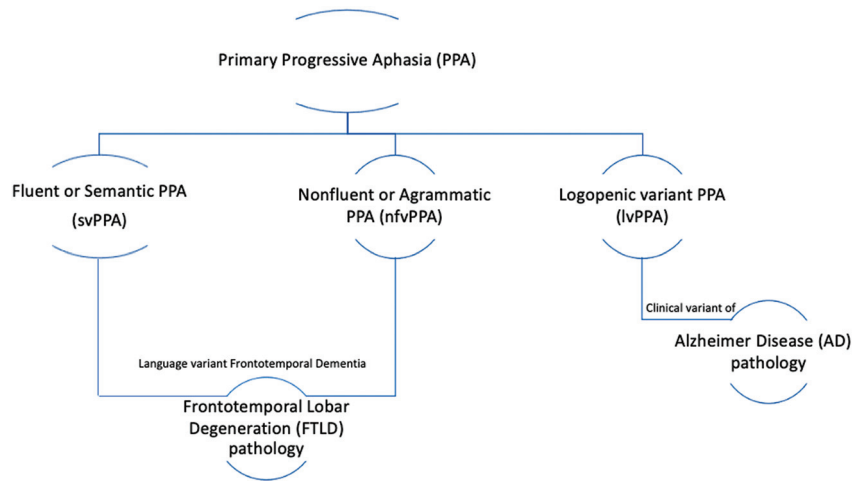 Primary Progressive Aphasia (PPA)
Fluent or Semantic PPA
(svPPA)
Nonfluent or Agrammatic
PPA (nfvPPA)
Logopenic variant PPA
(lvPPA)
Clinical variant of
Alzheimer Disease (AD)
pathology
Language variant Frontotemporal Dementia
Frontotemporal Lobar
Degeneration (FTLD)
pathology